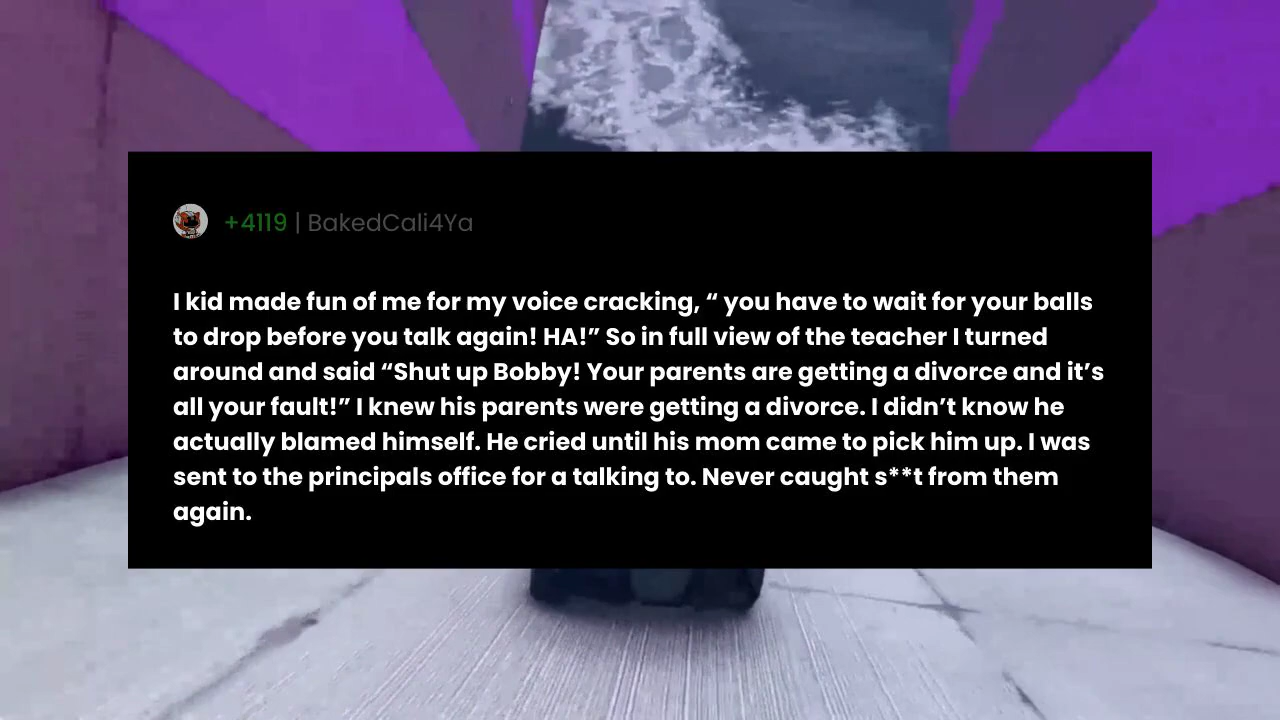 +4119 | BakedCali4Ya
I kid made fun of me for my voice cracking, “ you have to wait for your balls
to drop before you talk again! HA!” So in full view of the teacher I turned
around and said “Shut up Bobby! Your parents are getting a divorce and it’s
all your fault!” I knew his parents were getting a divorce. I didn’t know he
actually blamed himself. He cried until his mom came to pick him up. I was
sent to the principals office for a talking to. Never caught s**t from them
again.